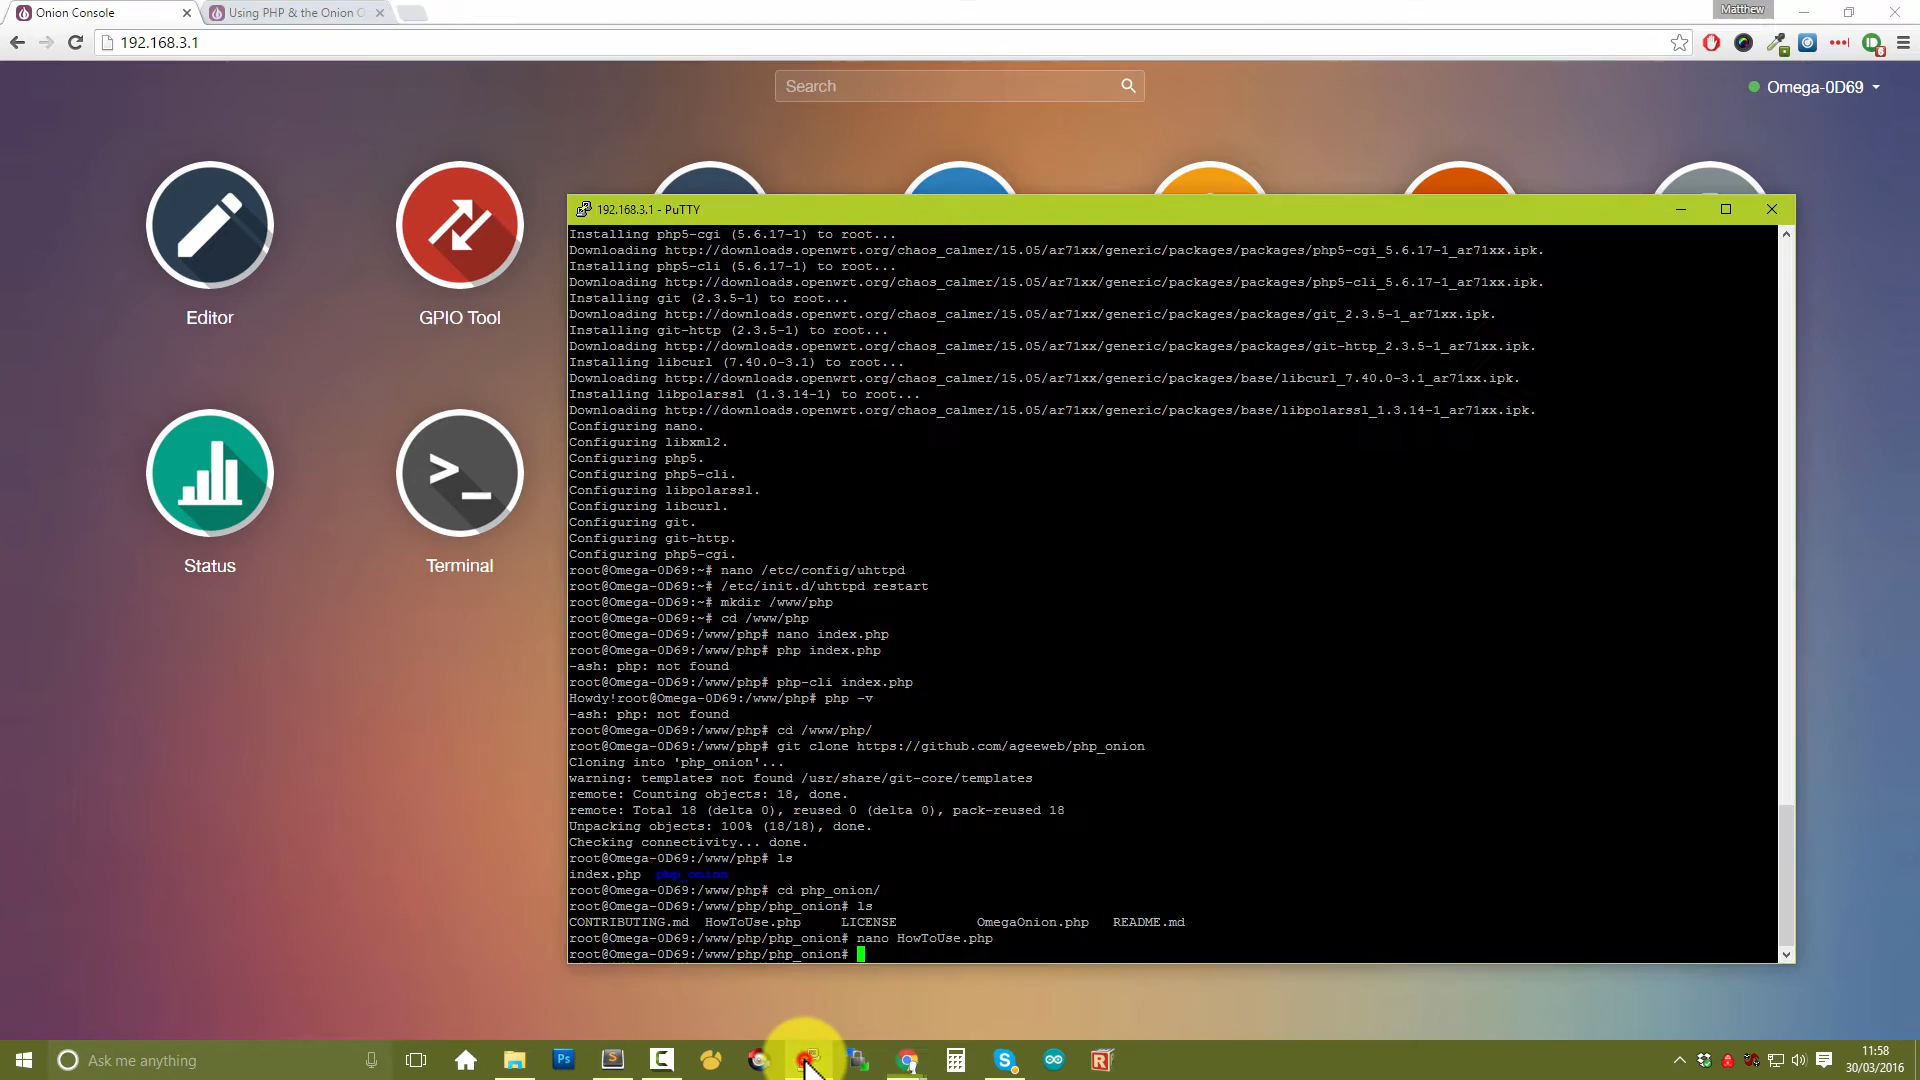 Onion Console
Using PHP & the Onion O
Matthew
192.168.3.1
Search
Omega-0D69
Editor
GPIO Tool
Status
Terminal
192.168.3.1 - PuTTY
Installing php5-cgi (5.6.17-1) to root...
Downloading http://downloads.openwrt.org/chaos_calmer/15.05/ar71xx/generic/packages/packages/php5-cgi_5.6.17-1_ar71xx.ipk.
Installing php5-cli (5.6.17-1) to root...
Downloading http://downloads.openwrt.org/chaos_calmer/15.05/ar71xx/generic/packages/packages/php5-cli_5.6.17-1_ar71xx.ipk.
Installing git (2.3.5-1) to root...
Downloading http://downloads.openwrt.org/chaos_calmer/15.05/ar71xx/generic/packages/packages/git_2.3.5-1_ar71xx.ipk.
Installing git-http (2.3.5-1) to root...
Downloading http://downloads.openwrt.org/chaos_calmer/15.05/ar71xx/generic/packages/packages/git-http_2.3.5-1_ar71xx.ipk.
Installing libcurl (7.40.0-3.1) to root...
Downloading http://downloads.openwrt.org/chaos_calmer/15.05/ar71xx/generic/packages/base/libcurl_7.40.0-3.1_ar71xx.ipk.
Installing libpolarssl (1.3.14-1) to root...
Downloading http://downloads.openwrt.org/chaos_calmer/15.05/ar71xx/generic/packages/base/libpolarssl_1.3.14-1_ar71xx.ipk.
Configuring nano.
Configuring libxml2.
Configuring php5.
Configuring php5-cli.
Configuring libpolarssl.
Configuring libcurl.
Configuring git.
Configuring git-http.
Configuring php5-cgi.
root@Omega-0D69:~# nano /etc/config/uhttpd
root@Omega-0D69:~# /etc/init.d/uhttpd restart
root@Omega-0D69:~# mkdir /www/php
root@Omega-0D69:~# cd /www/php
root@Omega-0D69:/www/php# nano index.php
root@Omega-0D69:/www/php# php index.php
-ash: php: not found
root@Omega-0D69:/www/php# php-cli index.php
Howdy!root@Omega-0D69:/www/php# php -v
-ash: php: not found
root@Omega-0D69:/www/php# cd /www/php/
root@Omega-0D69:/www/php# git clone https://github.com/ageeweb/php_onion
Cloning into 'php_onion'...
warning: templates not found /usr/share/git-core/templates
remote: Counting objects: 18, done.
remote: Total 18 (delta 0), reused 0 (delta 0), pack-reused 18
Unpacking objects: 100% (18/18), done.
Checking connectivity... done.
root@Omega-0D69:/www/php# ls
index.php php_onion
root@Omega-0D69:/www/php# cd php_onion/
root@Omega-0D69:/www/php/php_onion# ls
CONTRIBUTING.md HowToUse.php LICENSE OmegaOnion.php README.md
root@Omega-0D69:/www/php/php_onion# nano HowToUse.php
root@Omega-0D69:/www/php/php_onion#
Ask me anything
Ps
11:58
30/03/2016